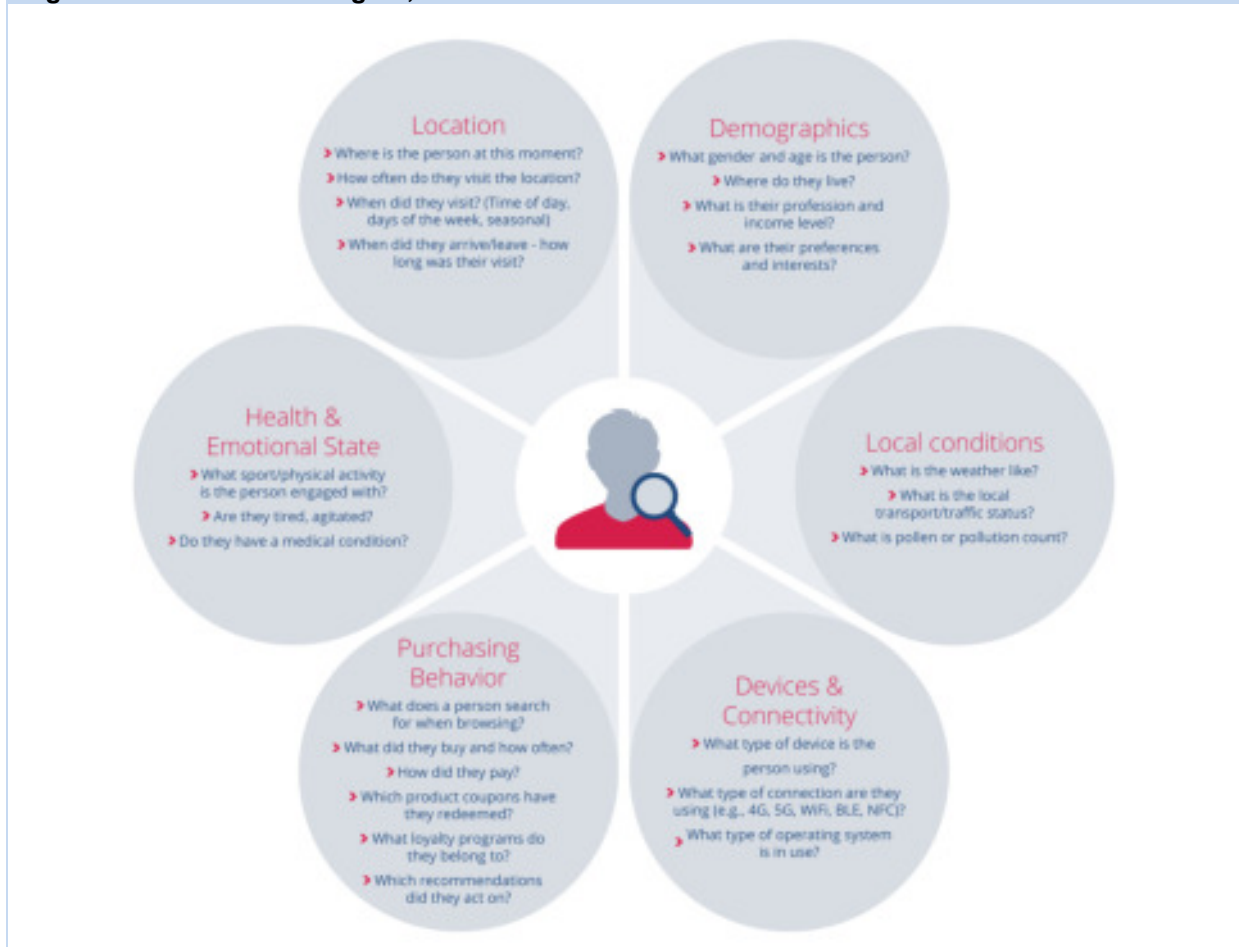 Location
› Where is the person at this moment?
› How often do they visit the location?
› When did they visit? (Time of day,
days of the week, seasonal)
› When did they arrive/leave - how
long was their visit?
Demographics
› What gender and age is the person?
› Where do they live?
› What is their profession and
income level?
› What are their preferences
and interests?
Health &
Emotional State
› What sport/physical activity
is the person engaged with?
› Are they tired, agitated?
› Do they have a medical condition?
Local conditions
› What is the weather like?
› What is the local
transport/traffic status?
› What is pollen or pollution count?
Purchasing
Behavior
› What does a person search
for when browsing?
› What did they buy and how often?
› How did they pay?
› Which product coupons have
they redeemed?
› What loyalty programs do
they belong to?
› Which recommendations
did they act on?
Devices &
Connectivity
› What type of device is the
person using?
› What type of connection are they
using (e.g., 4G, 5G, WiFi, BLE, NFC)?
› What type of operating system
is in use?